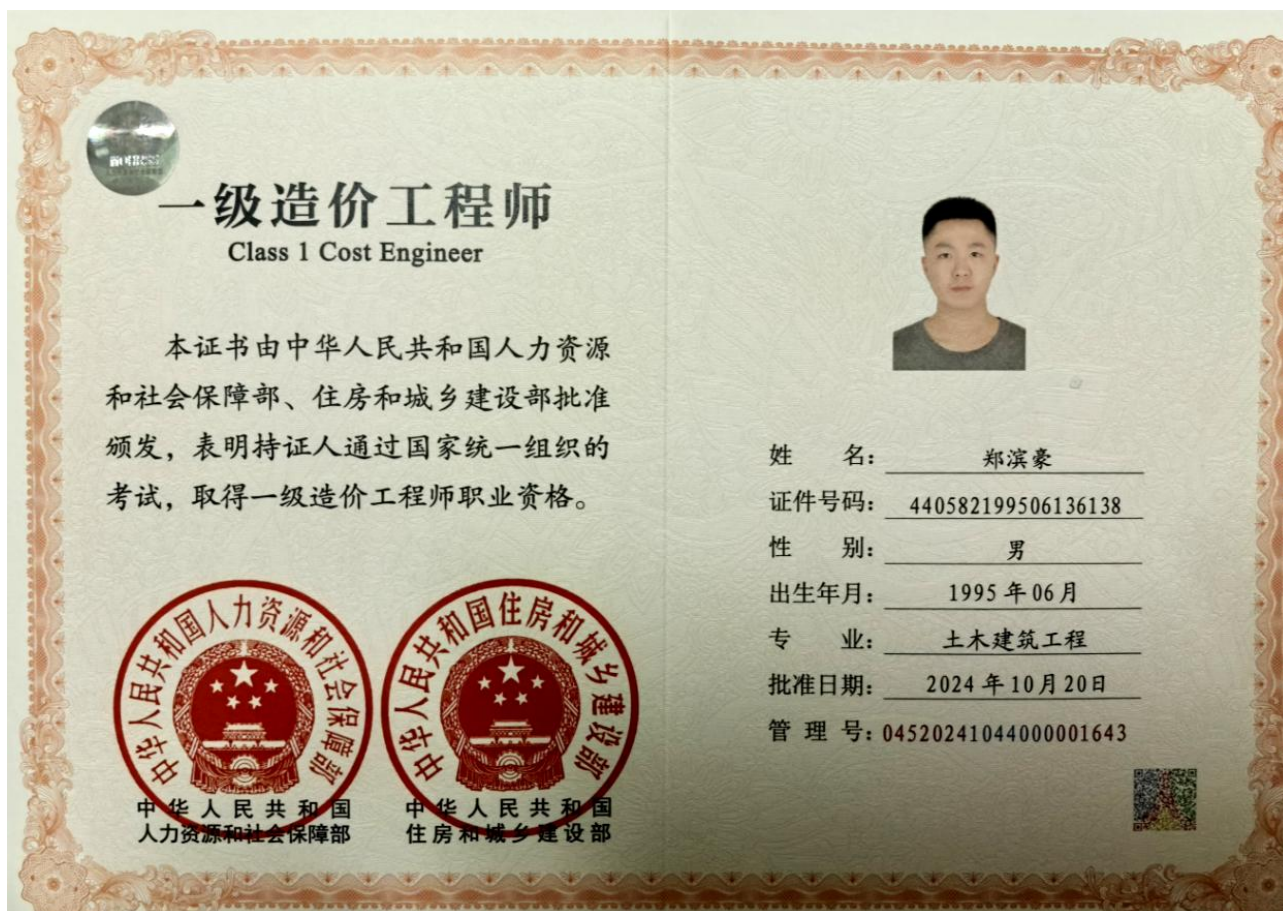 一级造价工程师
Class 1 Cost Engineer
本证书由中华人民共和国人力资源
和社会保障部、住房和城乡建设部批准
颁发，表明持证人通过国家统一组织的
考试，取得一级造价工程师职业资格。
中华人民共和国人力资源和社会保障部
中华人民共和国住房和城乡建设部
中华人民共和国
人力资源和社会保障部
中华人民共和国
住房和城乡建设部
姓名：郑滨豪
证件号码：440582199506136138
性别：男
出生年月：1995年06月
专业：土木建筑工程
批准日期：2024年10月20日
管理号：04520241044000001643